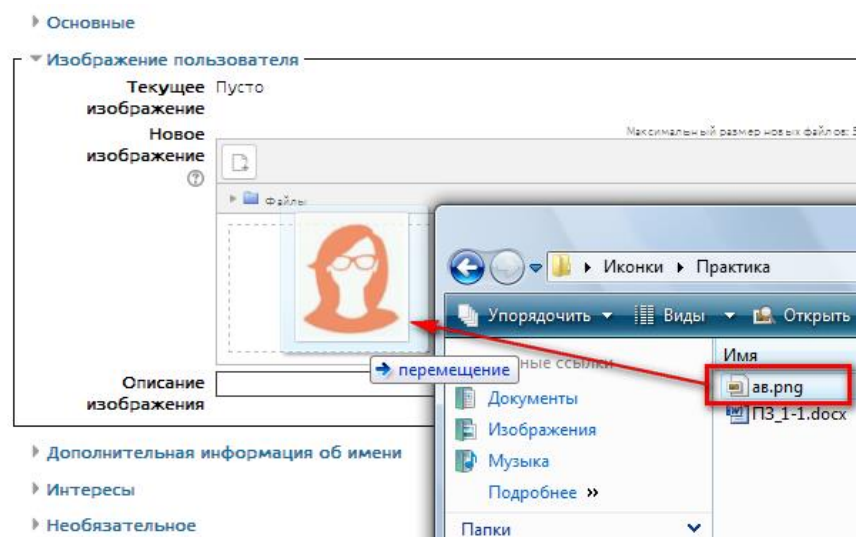 Основные
Изображение пользователя
Текущее изображение
Пусто
Новое изображение
Максимальный размер новых файлов:
Файлы
Иконки
Практика
Упорядочить
Виды
Открыть
перемещение
ные ссылки
Имя
ав.png
Документы
ПЗ_1-1.docx
Изображения
Музыка
Подробнее »
Папки
Описание изображения
Дополнительная информация об имени
Интересы
Необязательное